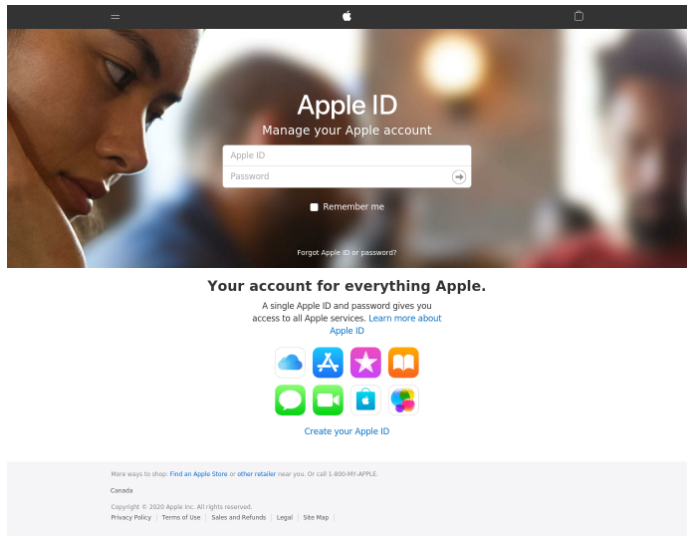 Apple ID
Manage your Apple account
Apple ID
Password
Remember me
Forgot Apple ID or password?
Your account for everything Apple.
A single Apple ID and password gives you
access to all Apple services. Learn more about
Apple ID
Create your Apple ID
More ways to shop: Find an Apple Store or other retailer near you. Or call 1-800-MY-APPLE.
Canada
Copyright © 2020 Apple Inc. All rights reserved.
Privacy Policy | Terms of Use | Sales and Refunds | Legal | Site Map |